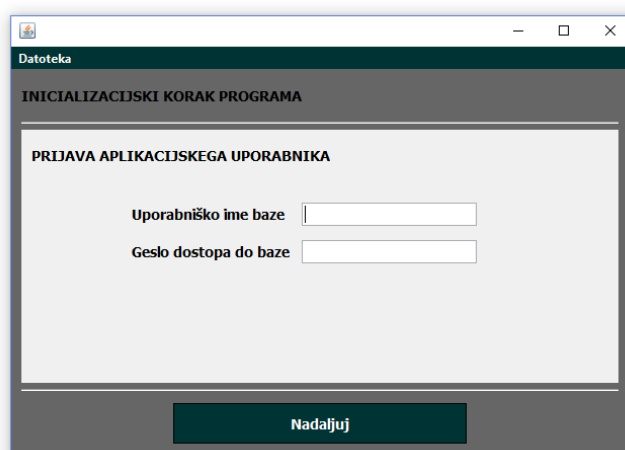 Datoteka
INICIALIZACIJSKI KORAK PROGRAMA
PRIJAVA APLIKACIJSKEGA UPORABNIKA
Uporabniško ime baze
Geslo dostopa do baze
Nadaljuj